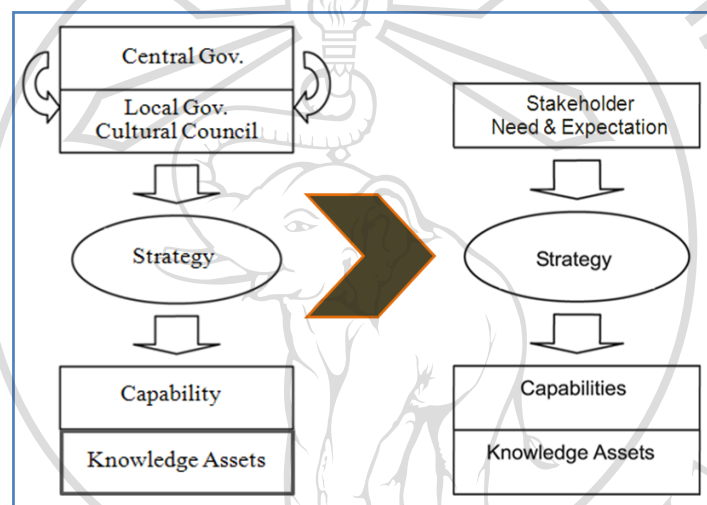 Central Gov.
Local Gov.
Cultural Council
Strategy
Capability
Knowledge Assets
Stakeholder
Need & Expectation
Strategy
Capabilities
Knowledge Assets